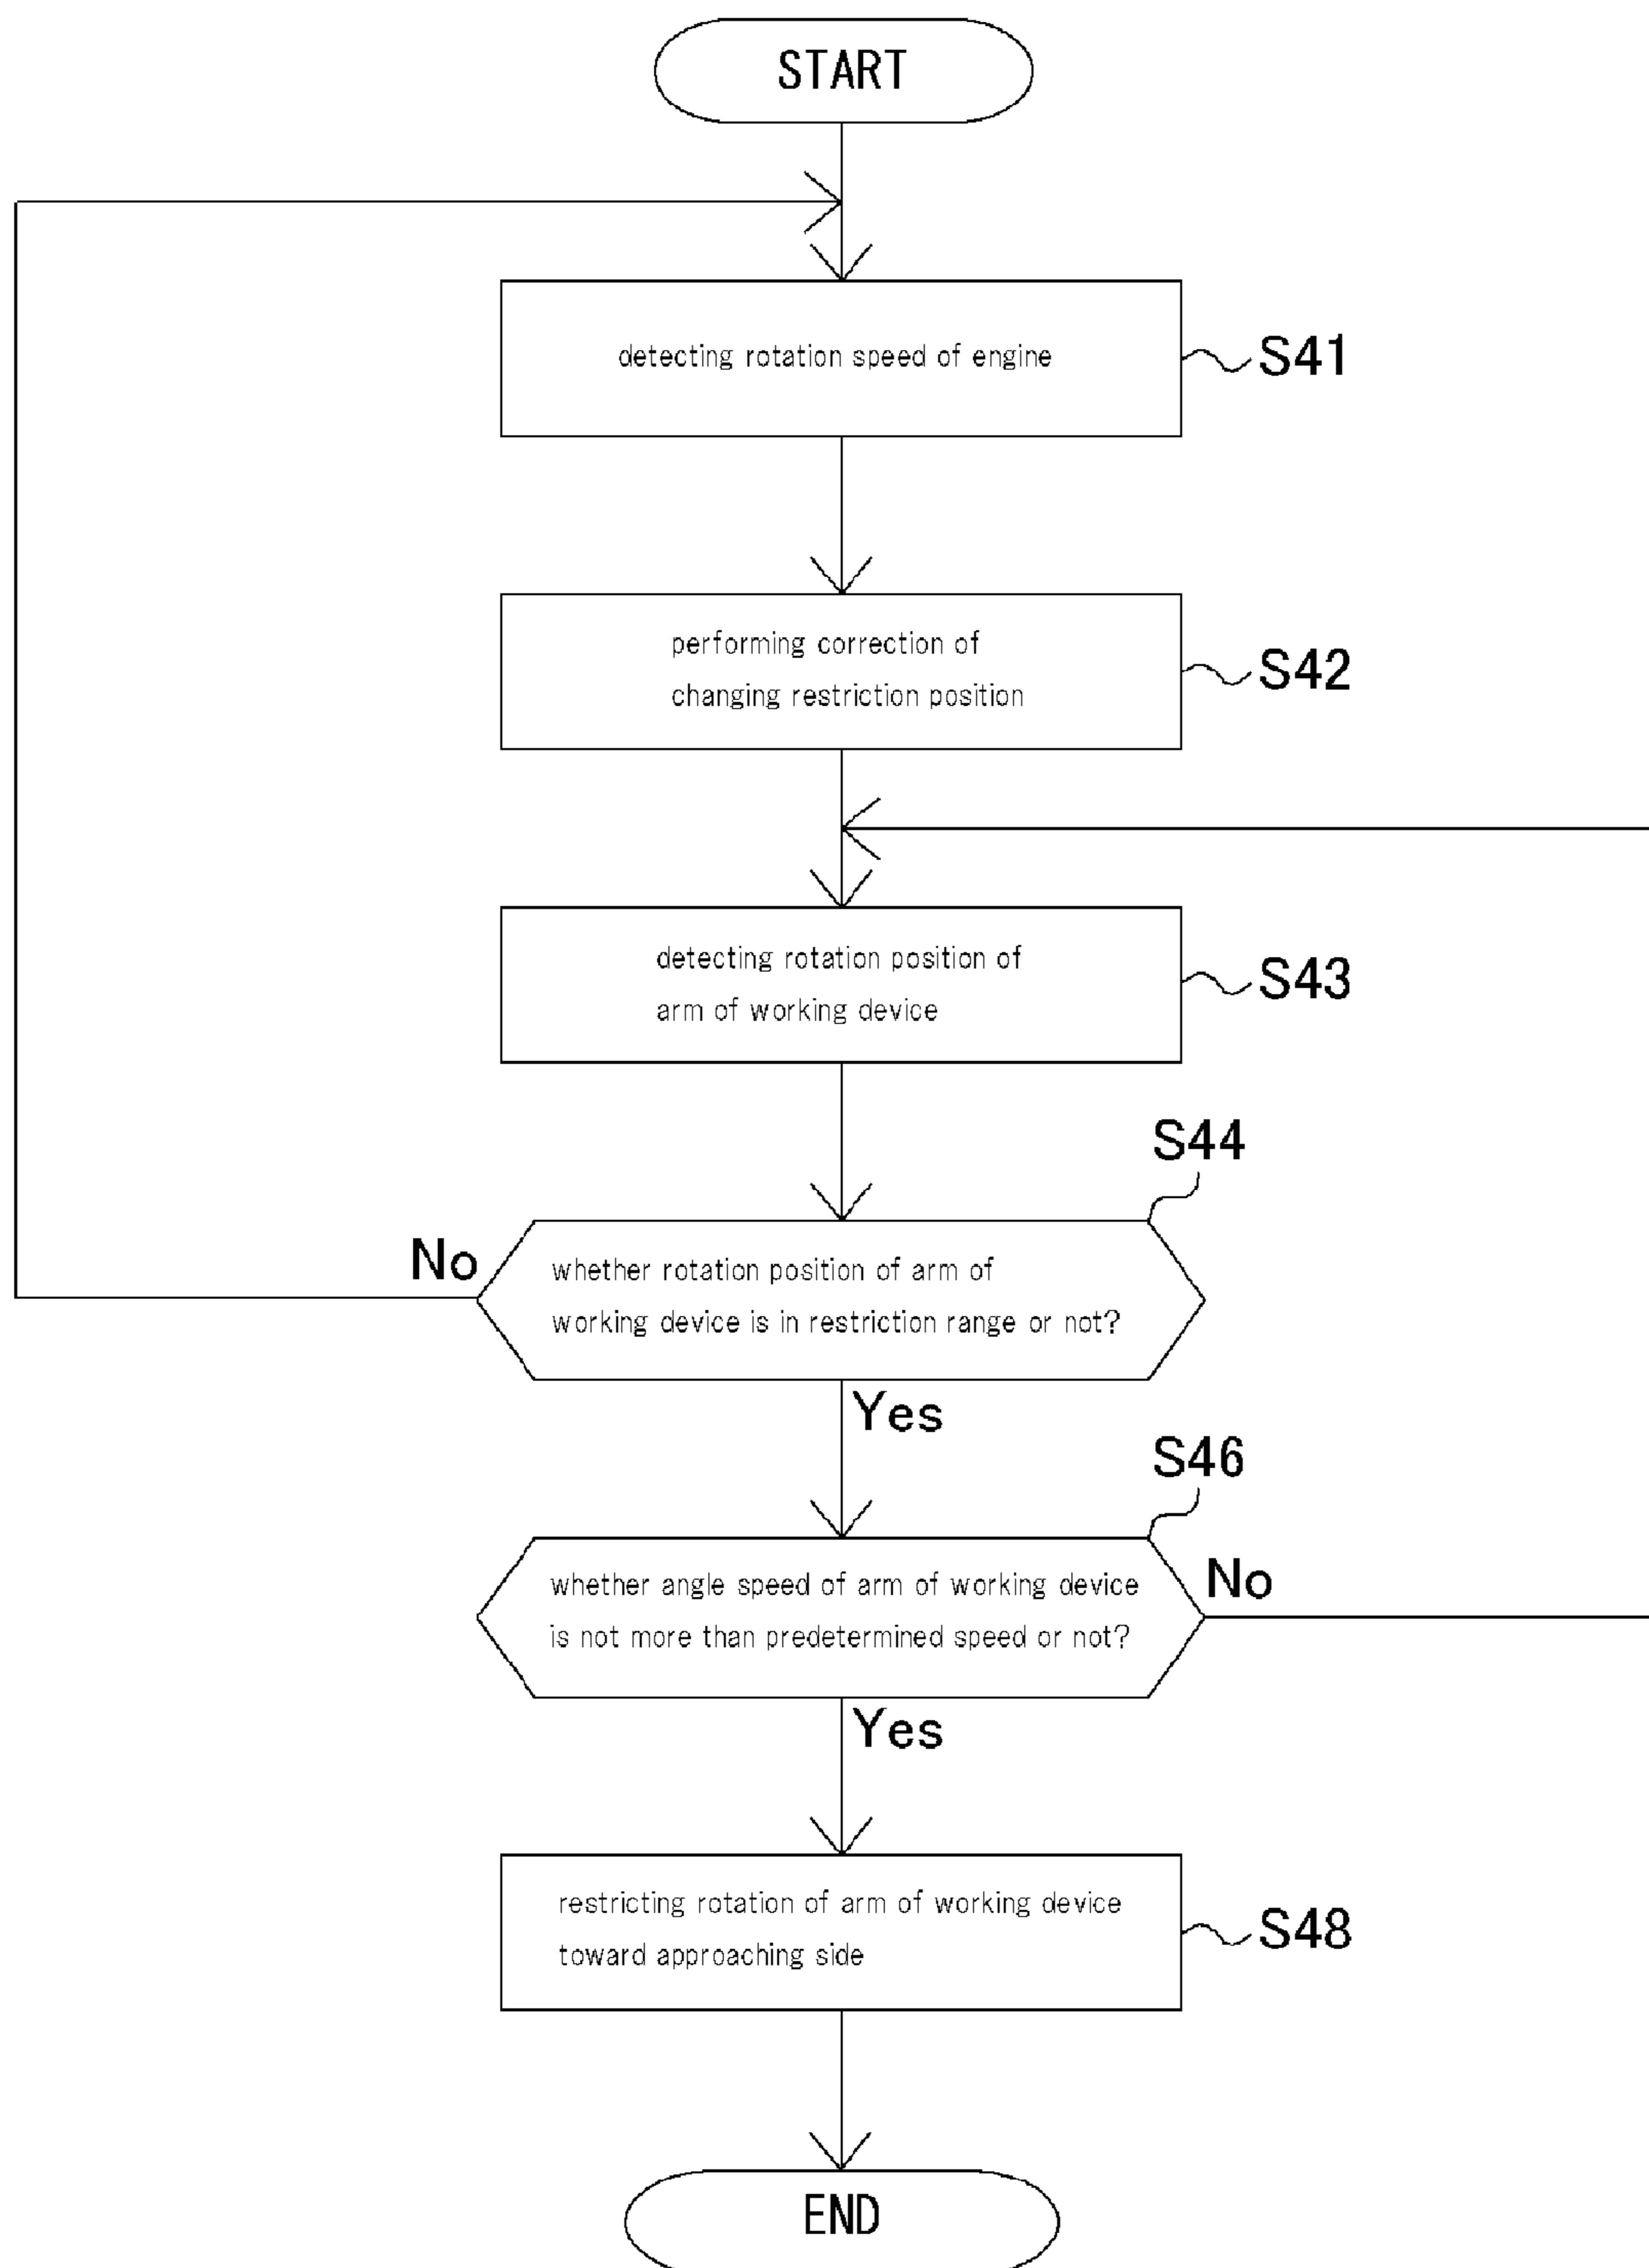 START
detecting rotation speed of engine
S41
performing correction of
changing restriction position
S42
detecting rotation position of
arm of working device
S43
S44
No
whether rotation position of arm of
working device is in restriction range or not?
Yes
S46
whether angle speed of arm of working device
is not more than predetermined speed or not?
No
Yes
restricting rotation of arm of working device
toward approaching side
S48
END